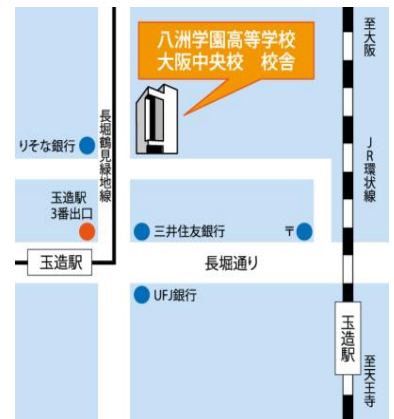 八洲学園高等学校
大阪中央校　校舎
至大阪
長堀鶴見緑地線
JR環状線
りそな銀行
玉造駅
3番出口
三井住友銀行
〒
玉造駅
長堀通り
UFJ銀行
玉造駅
至天王寺